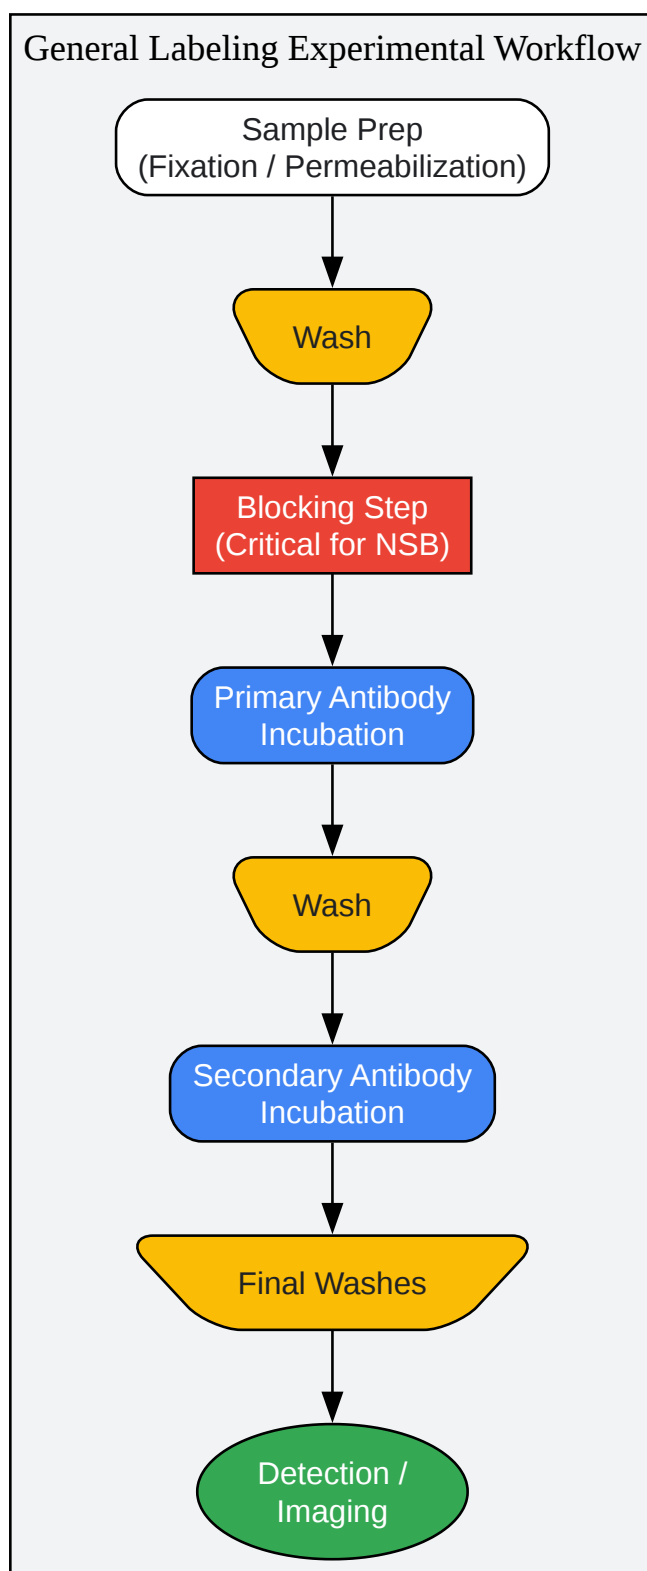 General Labeling Experimental Workflow
Sample Prep
(Fixation / Permeabilization)
Wash
Blocking Step
(Critical for NSB)
Primary Antibody
Incubation
Wash
Secondary Antibody
Incubation
Final Washes
Detection /
Imaging